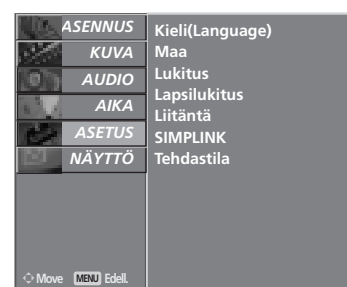 ASENNUS
KUVA
AUDIO
AIKA
ASETUS
NÄYTTÖ
Kieli(Language)
Maa
Lukitus
Lapsilukitus
Liitäntä
SIMPLINK
Tehdastila
Move MENU Edell.